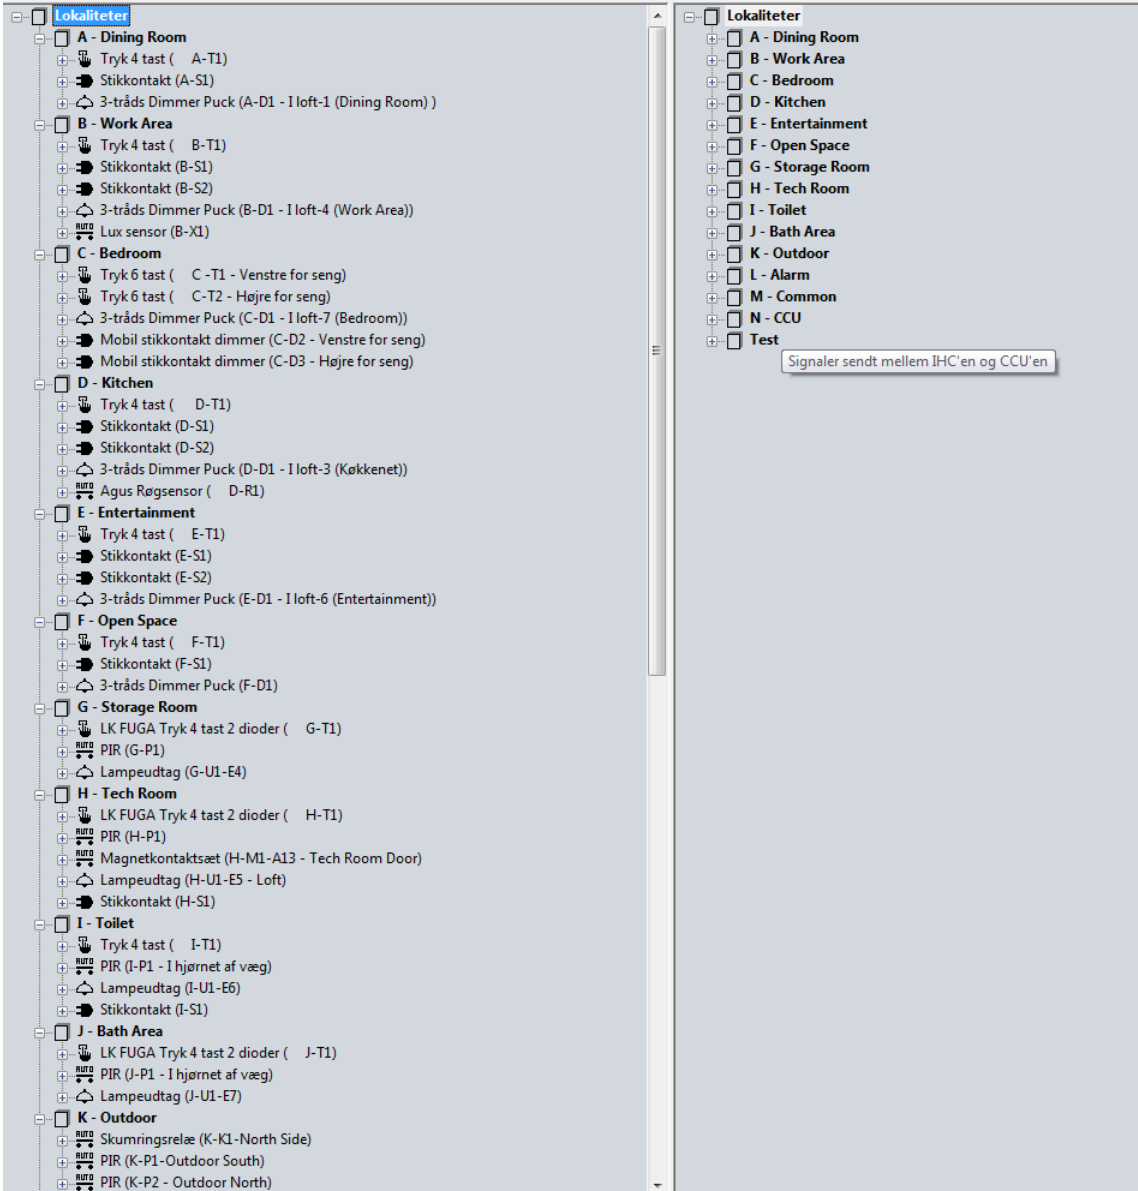 Lokaliteter
A - Dining Room
Tryk 4 tast ( A-T1)
Stikkontakt (A-S1)
3-tråds Dimmer Puck (A-D1 - I loft-1 (Dining Room) )
B - Work Area
Tryk 4 tast ( B-T1)
Stikkontakt (B-S1)
Stikkontakt (B-S2)
3-tråds Dimmer Puck (B-D1 - I loft-4 (Work Area))
AUTO Lux sensor (B-X1)
C - Bedroom
Tryk 6 tast ( C -T1 - Venstre for seng)
Tryk 6 tast ( C-T2 - Højre for seng)
3-tråds Dimmer Puck (C-D1 - I loft-7 (Bedroom))
Mobil stikkontakt dimmer (C-D2 - Venstre for seng)
Mobil stikkontakt dimmer (C-D3 - Højre for seng)
D - Kitchen
Tryk 4 tast ( D-T1)
Stikkontakt (D-S1)
Stikkontakt (D-S2)
3-tråds Dimmer Puck (D-D1 - I loft-3 (Køkkenet))
AUTO Agus Røgsensor ( D-R1)
E - Entertainment
Tryk 4 tast ( E-T1)
Stikkontakt (E-S1)
Stikkontakt (E-S2)
3-tråds Dimmer Puck (E-D1 - I loft-6 (Entertainment))
F - Open Space
Tryk 4 tast ( F-T1)
Stikkontakt (F-S1)
3-tråds Dimmer Puck (F-D1)
G - Storage Room
LK FUGA Tryk 4 tast 2 dioder ( G-T1)
AUTO PIR (G-P1)
Lampeudtag (G-U1-E4)
H - Tech Room
LK FUGA Tryk 4 tast 2 dioder ( H-T1)
AUTO PIR (H-P1)
AUTO Magnetkontaktsæt (H-M1-A13 - Tech Room Door)
Lampeudtag (H-U1-E5 - Loft)
Stikkontakt (H-S1)
I - Toilet
Tryk 4 tast ( I-T1)
AUTO PIR (I-P1 - I hjørnet af væg)
Lampeudtag (I-U1-E6)
Stikkontakt (I-S1)
J - Bath Area
LK FUGA Tryk 4 tast 2 dioder ( J-T1)
AUTO PIR (J-P1 - I hjørnet af væg)
Lampeudtag (J-U1-E7)
K - Outdoor
AUTO Skumringsrelæ (K-K1-North Side)
AUTO PIR (K-P1-Outdoor South)
AUTO PIR (K-P2 - Outdoor North)
Lokaliteter
A - Dining Room
B - Work Area
C - Bedroom
D - Kitchen
E - Entertainment
F - Open Space
G - Storage Room
H - Tech Room
I - Toilet
J - Bath Area
K - Outdoor
L - Alarm
M - Common
N - CCU
Test
Signaler sendt mellem IHC'en og CCU'en